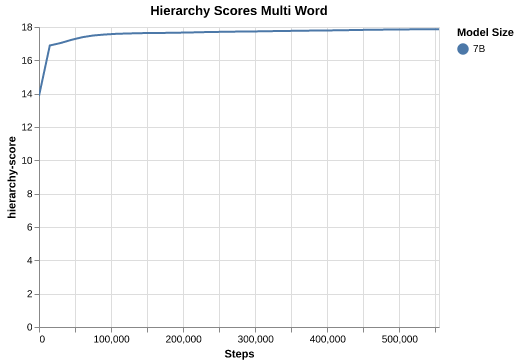 Hierarchy Scores Multi Word
Model Size
7B
18
16
14
12
10
8
6
4
2
0
hierarchy-score
0 100,000 200,000 300,000 400,000 500,000
Steps